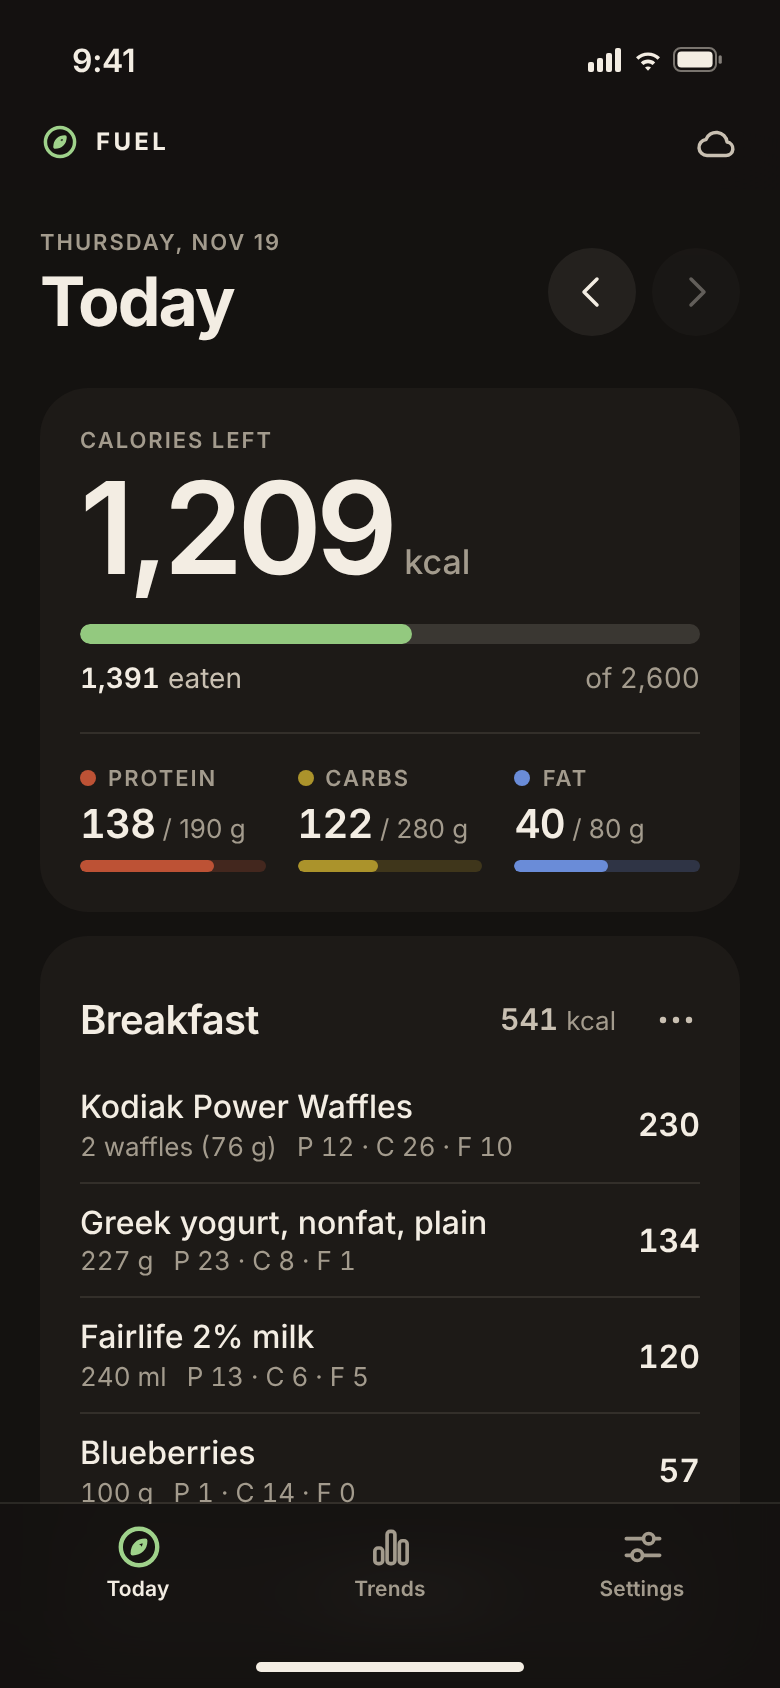 9:41
FUEL
THURSDAY, NOV 19
Today
CALORIES LEFT
1,209 kcal
1,391 eaten of 2,600
PROTEIN CARBS FAT
138 / 190 g 122 / 280 g 40 / 80 g
Breakfast 541 kcal
Kodiak Power Waffles 230
2 waffles (76 g) P 12 · C 26 · F 10
Greek yogurt, nonfat, plain 134
227 g P 23 · C 8 · F 1
Fairlife 2% milk 120
240 ml P 13 · C 6 · F 5
Blueberries 57
100 g P 1 · C 14 · F 0
Today Trends Settings